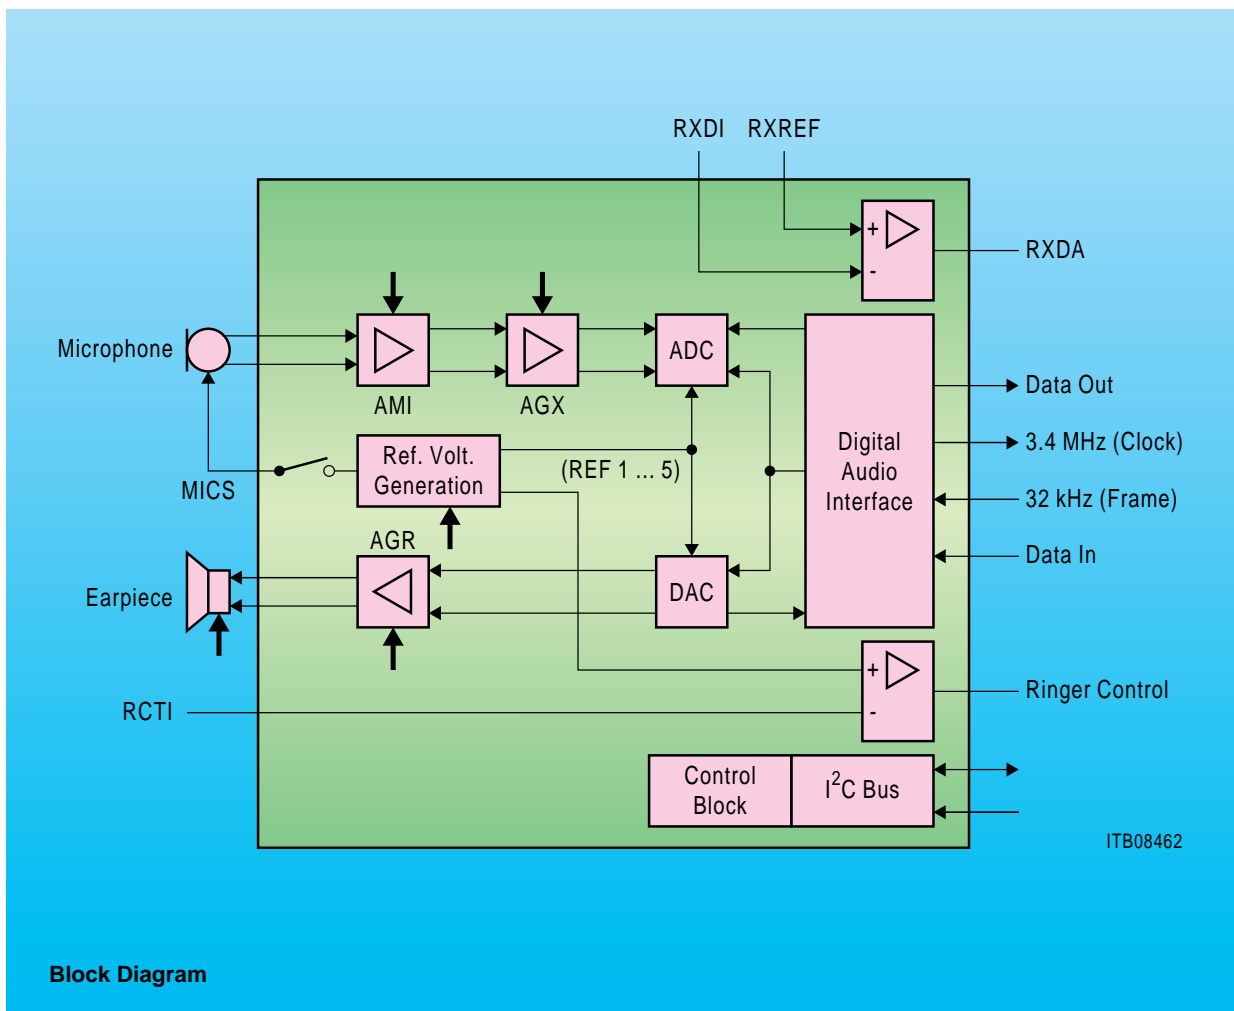 RXDI RXREF
+
-
RXDA
Microphone
AMI
AGX
ADC
Digital
Audio
Interface
Data Out
3.4 MHz (Clock)
32 kHz (Frame)
Data In
Ref. Volt.
Generation
(REF 1 ... 5)
MICS
AGR
Earpiece
DAC
RCTI
+
-
Ringer Control
Control
Block
I²C Bus
ITB08462
Block Diagram